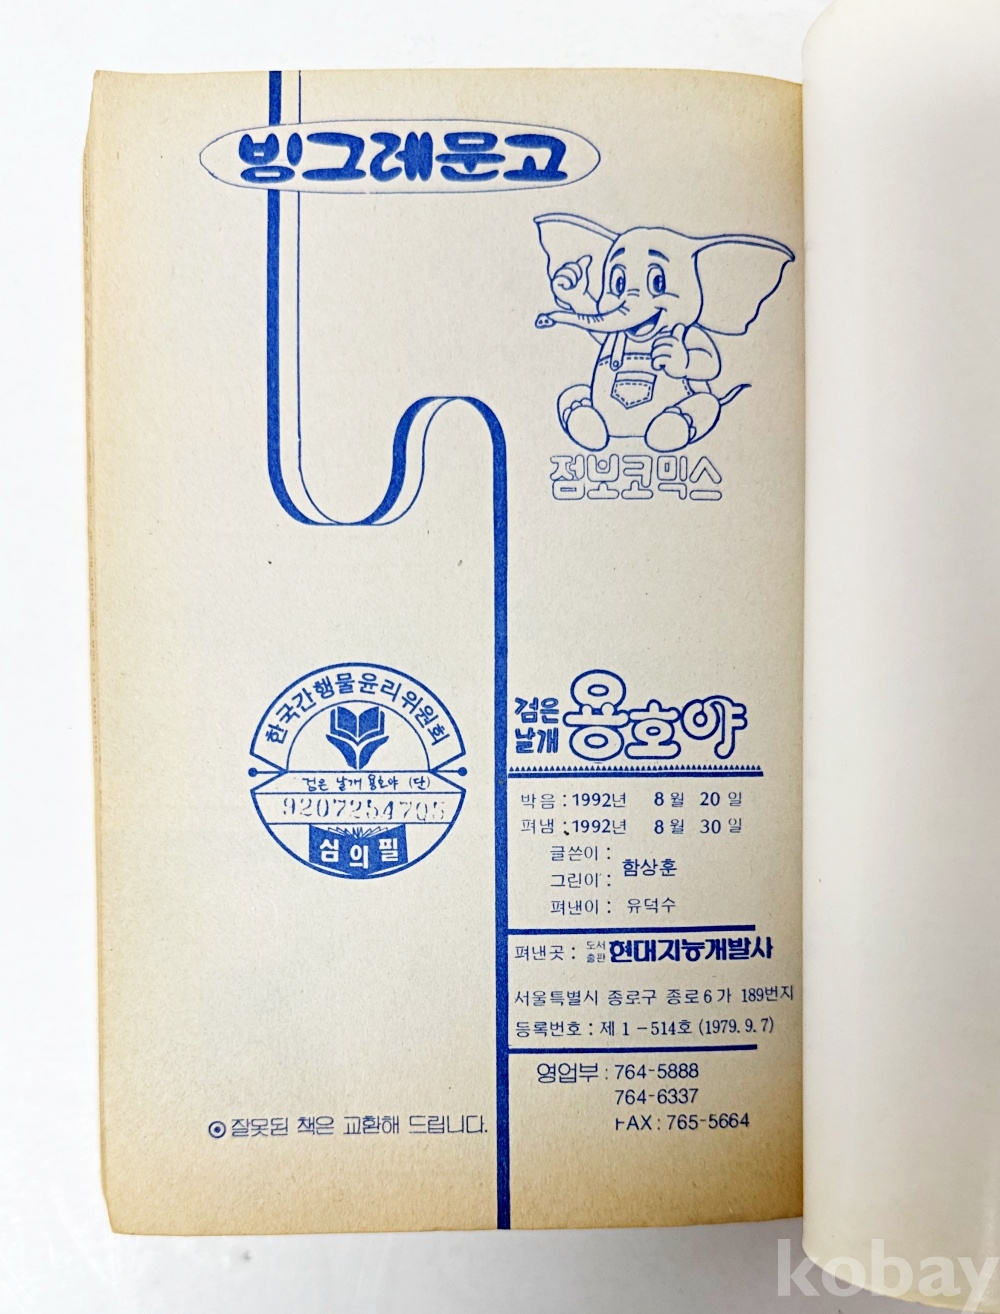 빙그레문고
점보코믹스
한국간행물윤리위원회
검은 날개 용호야 (단)
9207254705
심의필
검은
날개 용호야
박음 : 1992년 8월 20일
펴냄 : 1992년 8월 30일
글쓴이 :
그린이 : 함상훈
펴낸이 : 유덕수
펴낸곳 : 도서출판 현대지능개발사
서울특별시 종로구 종로6가 189번지
등록번호 : 제 1-514호 (1979. 9. 7)
영업부 : 764-5888
764-6337
FAX : 765-5664
⊙ 잘못된 책은 교환해 드립니다.
kobay